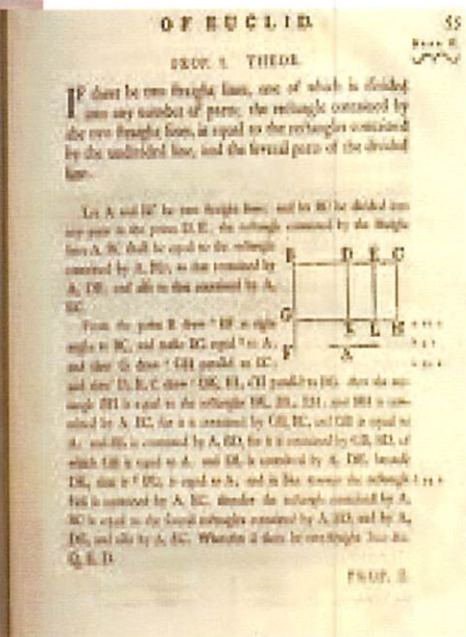 OF EUCLID.
55
BOOK II.
PROP. I. THEOR.
IF there be two straight lines, one of which is divided
into any number of parts; the rectangle contained by
the two straight lines, is equal to the rectangles contained
by the undivided line, and the several parts of the divided
line.
Let A and BC be two straight lines; and let BC be divided into
any parts in the points D, E; the rectangle contained by the straight
lines A, BC shall be equal to the rectangle
contained by A, BD, to that contained by
A, DE, and also to that contained by A,
EC.
B D E C
From the point B draw BF at right
angles to BC, and make BG equal to A;
and thro' G draw GH parallel to BC;
G K L H
F A
and thro' D, E, C draw DK, EL, CH parallel to BG. then the rect-
angle BH is equal to the rectangles BK, DL, EH; and BH is con-
tained by A, BC, for it is contained by GB, BC, and GB is equal to
A. and BK is contained by A, BD, for it is contained by GB, BD, of
which GB is equal to A. and DL is contained by A, DE, because
DK, that is BG, is equal to A; and in like manner the rectangle
EH is contained by A, EC. therefore the rectangle contained by A,
BC is equal to the several rectangles contained by A, BD, and by A,
DE, and also by A, EC. Wherefore if there be two straight lines &c.
Q. E. D.
PROP. II.